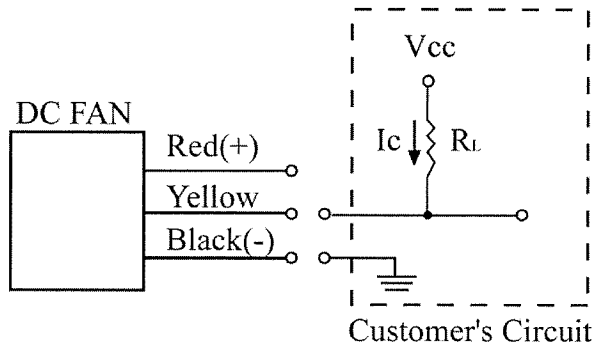 Vcc
DC FAN
Red(+)
Ic
RL
Yellow
Black(-)
Customer's Circuit